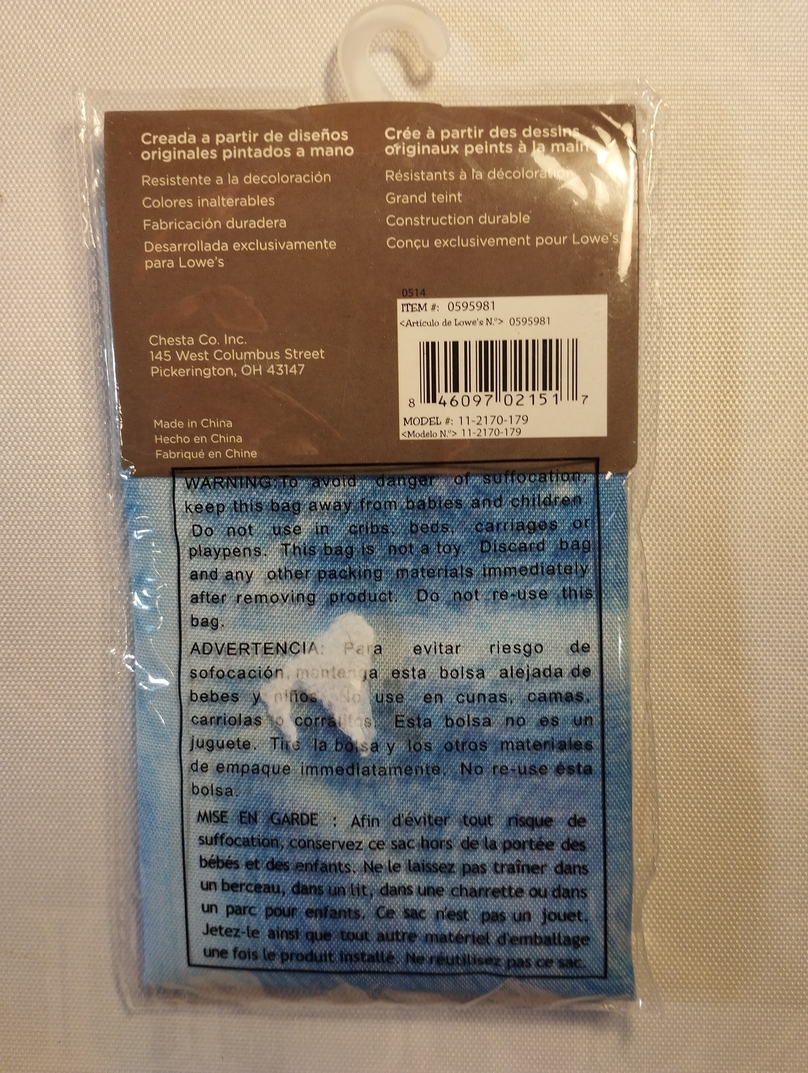 Creada a partir de diseños
originales pintados a mano
Resistente a la decoloración
Colores inalterables
Fabricación duradera
Desarrollada exclusivamente
para Lowe's
Crée à partir des dessins
originaux peints à la main
Résistants à la décoloration
Grand teint
Construction durable
Conçu exclusivement pour Lowe's
Chesta Co. Inc.
145 West Columbus Street
Pickerington, OH 43147
Made in China
Hecho en China
Fabriqué en Chine
0514
ITEM #: 0595981
<Artículo de Lowe's N.º> 0595981
8 46097 02151 7
MODEL #: 11-2170-179
<Modelo N.º> 11-2170-179
WARNING:To avoid danger of suffocation,
keep this bag away from babies and children.
Do not use in cribs, beds, carriages or
playpens. This bag is not a toy. Discard bag
and any other packing materials immediately
after removing product. Do not re-use this
bag.
ADVERTENCIA: Para evitar riesgo de
sofocación, mantenga esta bolsa alejada de
bebes y niños. No use en cunas, camas,
carriolas o corralitos. Esta bolsa no es un
juguete. Tire la bolsa y los otros materiales
de empaque immediatamente. No re-use ésta
bolsa.
MISE EN GARDE : Afin d'éviter tout risque de
suffocation, conservez ce sac hors de la portée des
bébés et des enfants. Ne le laissez pas traîner dans
un berceau, dans un lit, dans une charrette ou dans
un parc pour enfants. Ce sac n'est pas un jouet.
Jetez-le ainsi que tout autre matériel d'emballage
une fois le produit installé. Ne réutilisez pas ce sac.